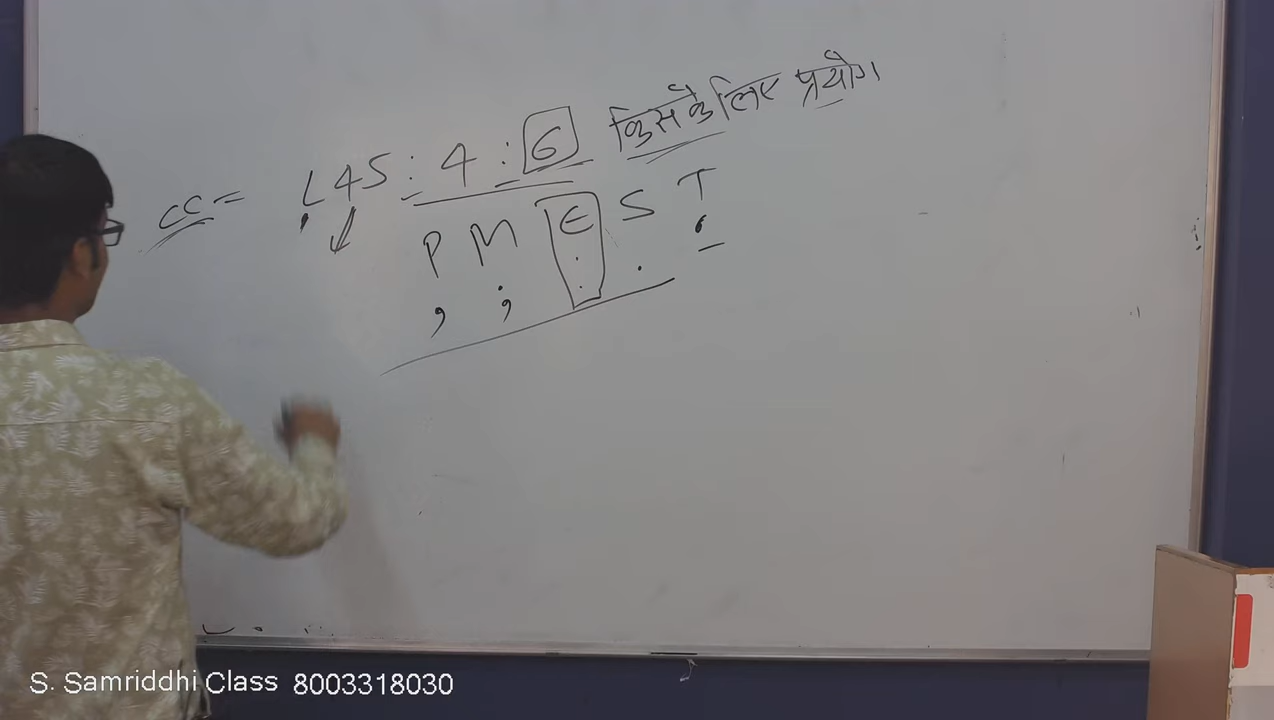 CC = L45 : 4 : 6 किसके लिए प्रयोग
P M E S T
, ; : . '
S. Samriddhi Class 8003318030